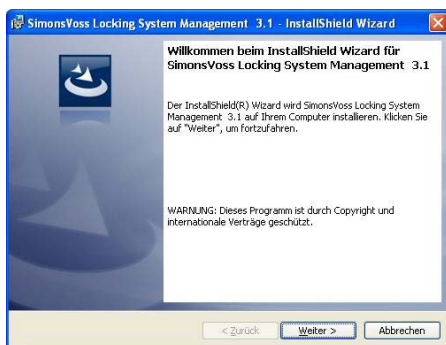 SimonsVoss Locking System Management 3.1 - InstallShield Wizard
Willkommen beim InstallShield Wizard für
SimonsVoss Locking System Management 3.1
Der InstallShield(R) Wizard wird SimonsVoss Locking System
Management 3.1 auf Ihrem Computer installieren. Klicken Sie
auf "Weiter", um fortzufahren.
WARNUNG: Dieses Programm ist durch Copyright und
internationale Verträge geschützt.
< Zurück Weiter > Abbrechen